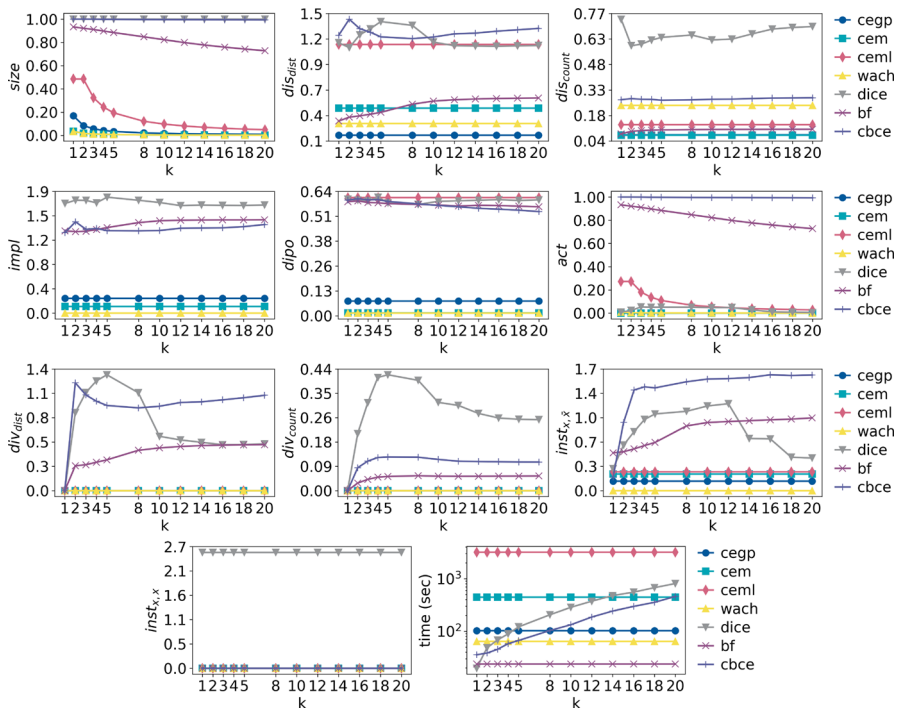 size
1.00
0.80
0.60
0.40
0.20
0.00
1 2 3 4 5 8 10 12 14 16 18 20
k
dis_dist
1.5
1.2
1.0
0.7
0.4
0.1
1 2 3 4 5 8 10 12 14 16 18 20
k
dis_count
0.77
0.63
0.48
0.33
0.18
0.04
1 2 3 4 5 8 10 12 14 16 18 20
k
cegp
cem
ceml
wach
dice
bf
cbce
impl
1.9
1.5
1.2
0.8
0.4
0.0
1 2 3 4 5 8 10 12 14 16 18 20
k
dipo
0.64
0.51
0.38
0.26
0.13
0.00
1 2 3 4 5 8 10 12 14 16 18 20
k
act
1.00
0.80
0.60
0.40
0.20
0.00
1 2 3 4 5 8 10 12 14 16 18 20
k
cegp
cem
ceml
wach
dice
bf
cbce
div_dist
1.4
1.1
0.8
0.5
0.3
0.0
1 2 3 4 5 8 10 12 14 16 18 20
k
div_count
0.44
0.35
0.26
0.18
0.09
0.00
1 2 3 4 5 8 10 12 14 16 18 20
k
inst_x,x̄
1.7
1.4
1.0
0.7
0.3
0.0
1 2 3 4 5 8 10 12 14 16 18 20
k
cegp
cem
ceml
wach
dice
bf
cbce
inst_x,x
2.7
2.1
1.6
1.1
0.5
0.0
1 2 3 4 5 8 10 12 14 16 18 20
k
time (sec)
10³
10²
1 2 3 4 5 8 10 12 14 16 18 20
k
cegp
cem
ceml
wach
dice
bf
cbce